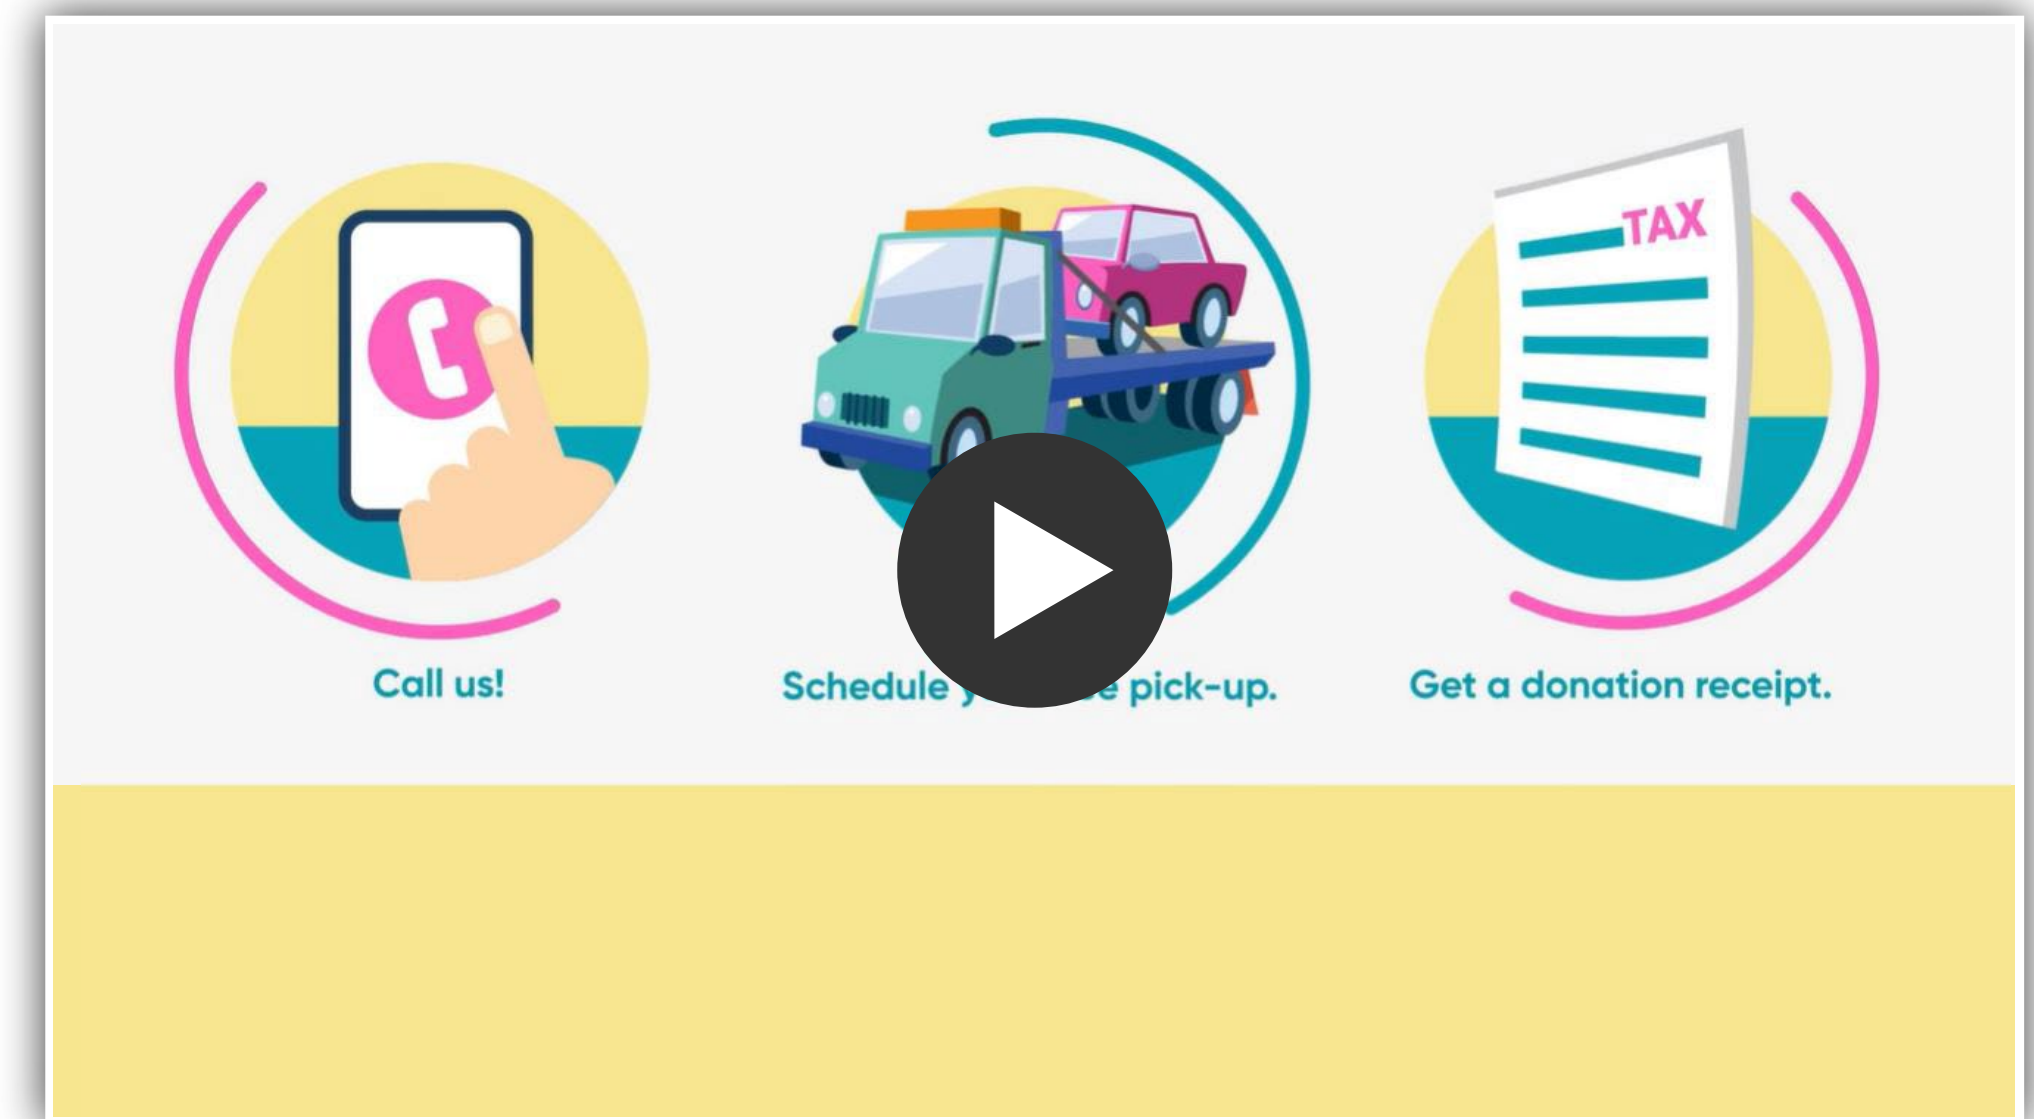 TAX
Call us!
Schedule pick-up.
Get a donation receipt.